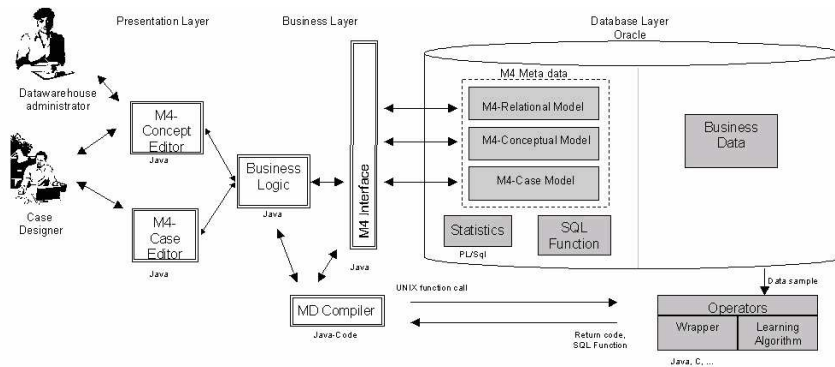 Presentation Layer
Business Layer
Database Layer
Oracle
Datawarehouse
administrator
M4-
Concept
Editor
Java
Case
Designer
M4-
Case
Editor
Java
Business
Logic
Java
M4 Interface
Java
M4 Meta data
M4-Relational Model
M4-Conceptual Model
M4-Case Model
Business
Data
Statistics
PL/Sql
SQL
Function
MD Compiler
Java-Code
UNIX function call
Return code,
SQL Function
Data sample
Operators
Wrapper
Learning
Algorithm
Java, C, ...